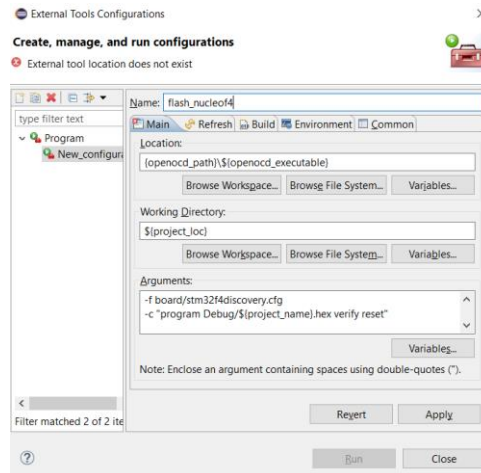 External Tools Configurations
Create, manage, and run configurations
External tool location does not exist
type filter text
Program
New_configura
Filter matched 2 of 2 ite
Name: flash_nucleof4
Main Refresh Build Environment Common
Location:
{openocd_path}\${openocd_executable}
Browse Workspace... Browse File System... Variables...
Working Directory:
${project_loc}
Browse Workspace... Browse File System... Variables...
Arguments:
-f board/stm32f4discovery.cfg
-c "program Debug/${project_name}.hex verify reset"
Variables...
Note: Enclose an argument containing spaces using double-quotes (").
Revert Apply
Run Close